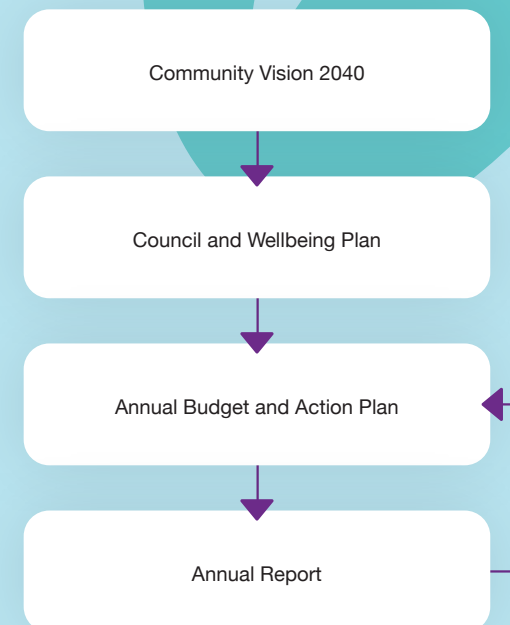 Community Vision 2040
Council and Wellbeing Plan
Annual Budget and Action Plan
Annual Report